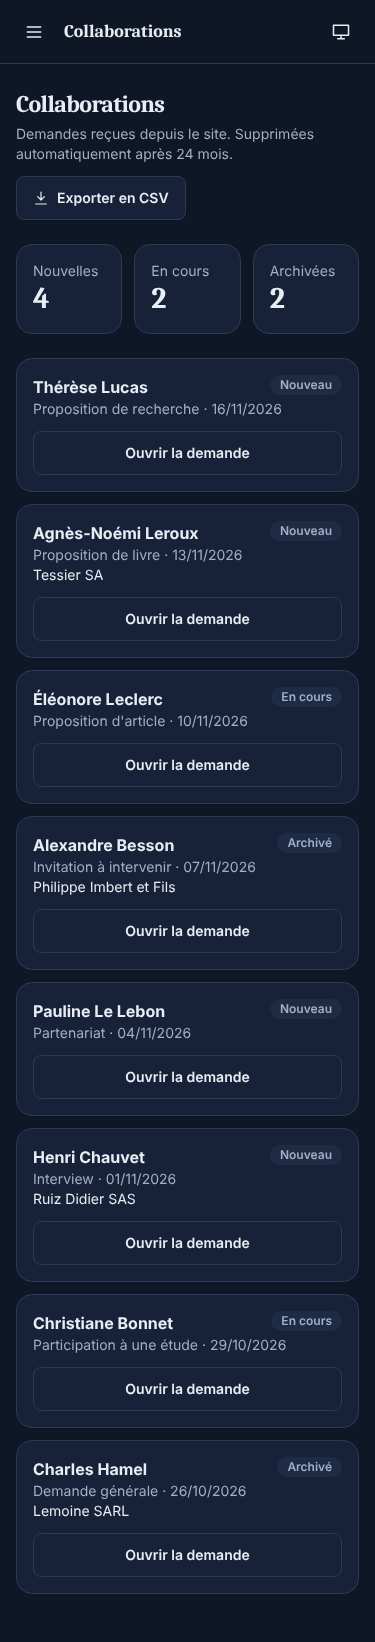 Collaborations
Collaborations
Demandes reçues depuis le site. Supprimées
automatiquement après 24 mois.
Exporter en CSV
Nouvelles
4
En cours
2
Archivées
2
Thérèse Lucas
Nouveau
Proposition de recherche · 16/11/2026
Ouvrir la demande
Agnès-Noémi Leroux
Nouveau
Proposition de livre · 13/11/2026
Tessier SA
Ouvrir la demande
Éléonore Leclerc
En cours
Proposition d'article · 10/11/2026
Ouvrir la demande
Alexandre Besson
Archivé
Invitation à intervenir · 07/11/2026
Philippe Imbert et Fils
Ouvrir la demande
Pauline Le Lebon
Nouveau
Partenariat · 04/11/2026
Ouvrir la demande
Henri Chauvet
Nouveau
Interview · 01/11/2026
Ruiz Didier SAS
Ouvrir la demande
Christiane Bonnet
En cours
Participation à une étude · 29/10/2026
Ouvrir la demande
Charles Hamel
Archivé
Demande générale · 26/10/2026
Lemoine SARL
Ouvrir la demande